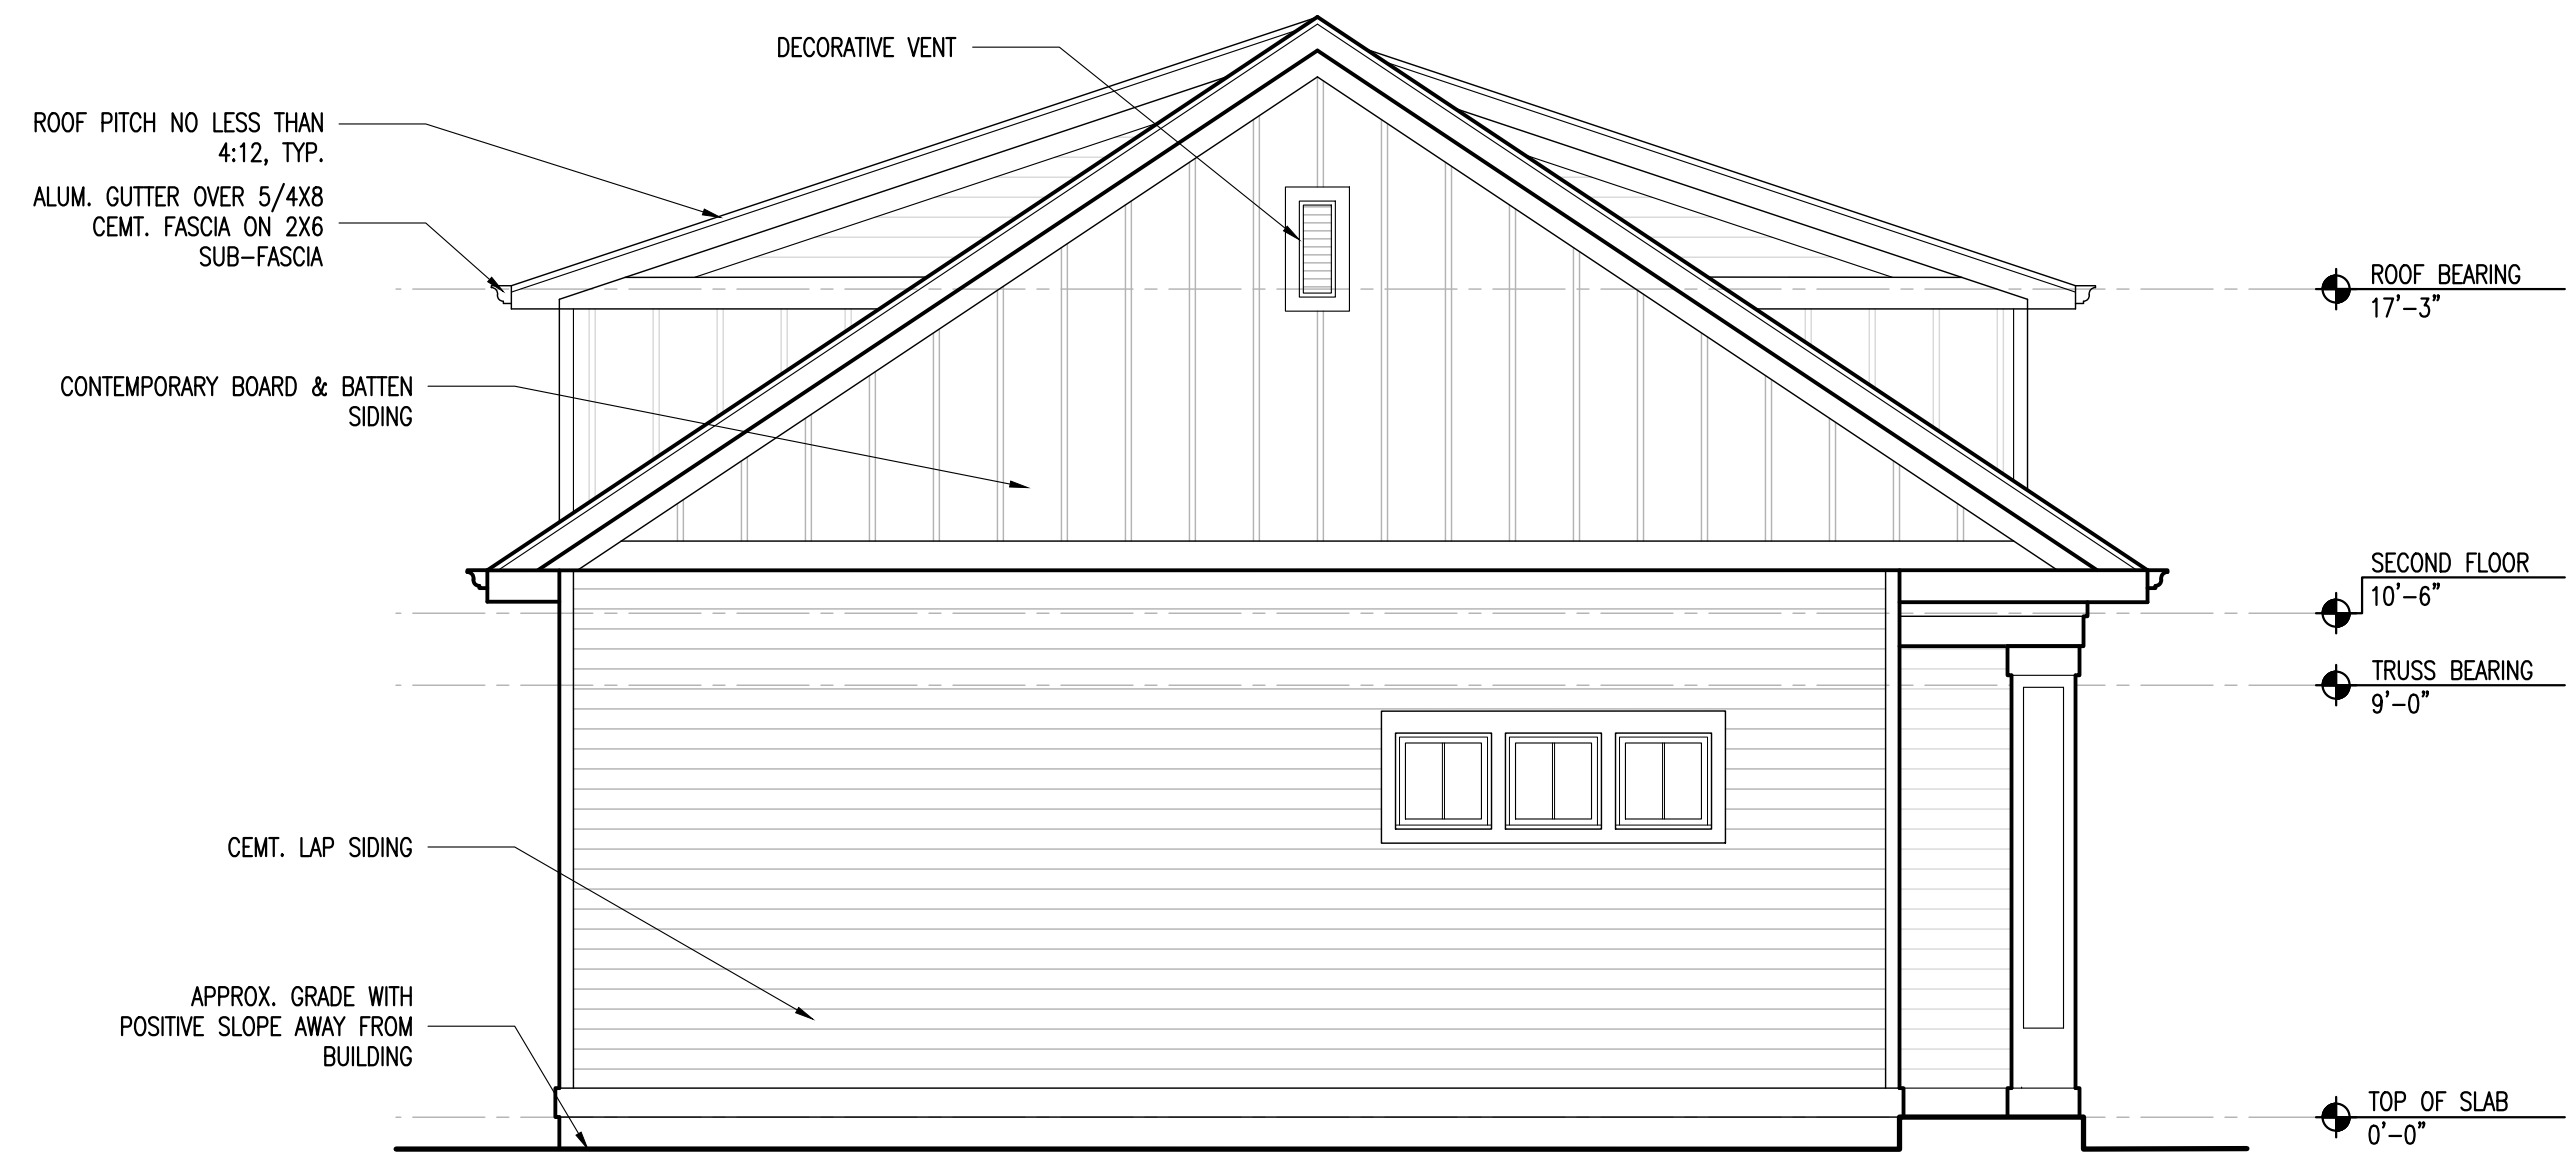 DECORATIVE VENT
ROOF PITCH NO LESS THAN
4:12, TYP.
ALUM. GUTTER OVER 5/4X8
CEMT. FASCIA ON 2X6
SUB-FASCIA
CONTEMPORARY BOARD & BATTEN
SIDING
CEMT. LAP SIDING
APPROX. GRADE WITH
POSITIVE SLOPE AWAY FROM
BUILDING
ROOF BEARING
17'-3"
SECOND FLOOR
10'-6"
TRUSS BEARING
9'-0"
TOP OF SLAB
0'-0"